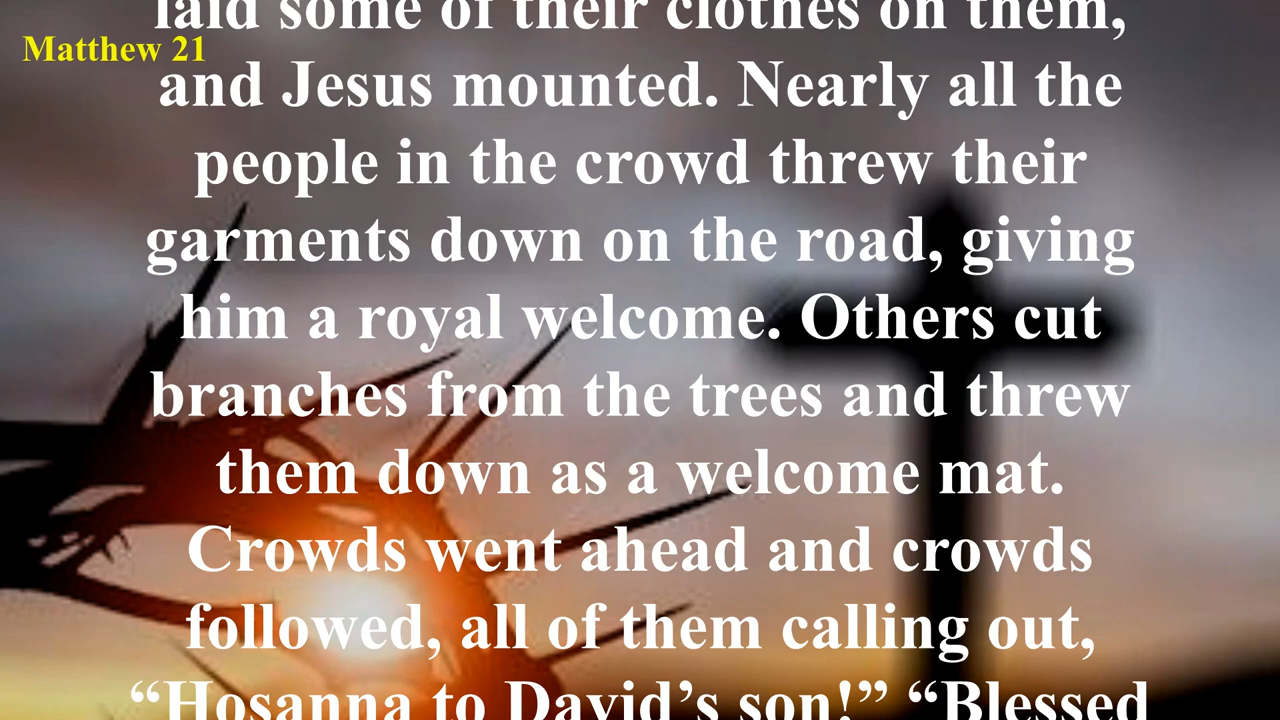 laid some of their clothes on them,
Matthew 21
and Jesus mounted. Nearly all the
people in the crowd threw their
garments down on the road, giving
him a royal welcome. Others cut
branches from the trees and threw
them down as a welcome mat.
Crowds went ahead and crowds
followed, all of them calling out,
“Hosanna to David’s son!” “Blessed